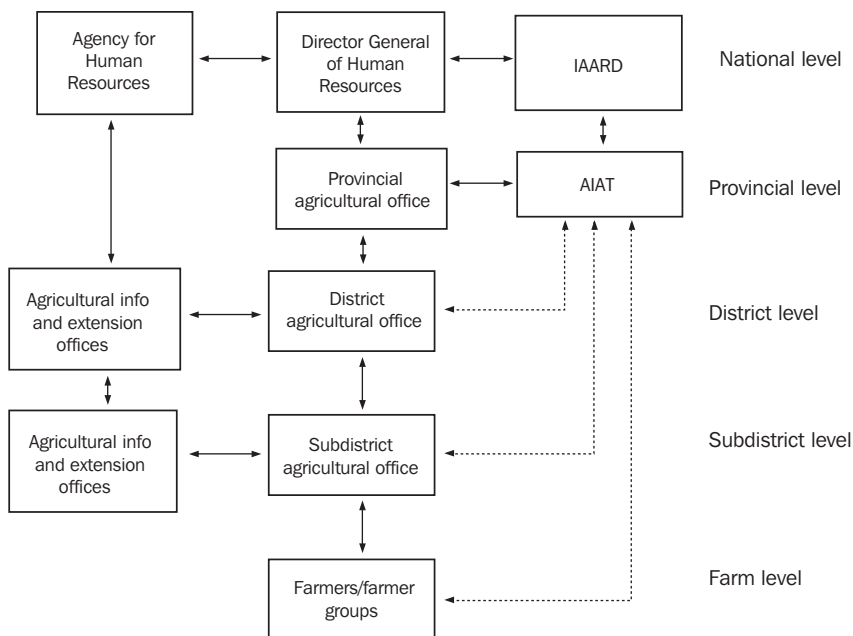 Agency for
Human
Resources
Director General
of Human
Resources
IAARD
National level
Provincial
agricultural office
AIAT
Provincial level
Agricultural info
and extension
offices
District
agricultural office
District level
Agricultural info
and extension
offices
Subdistrict
agricultural office
Subdistrict level
Farmers/farmer
groups
Farm level